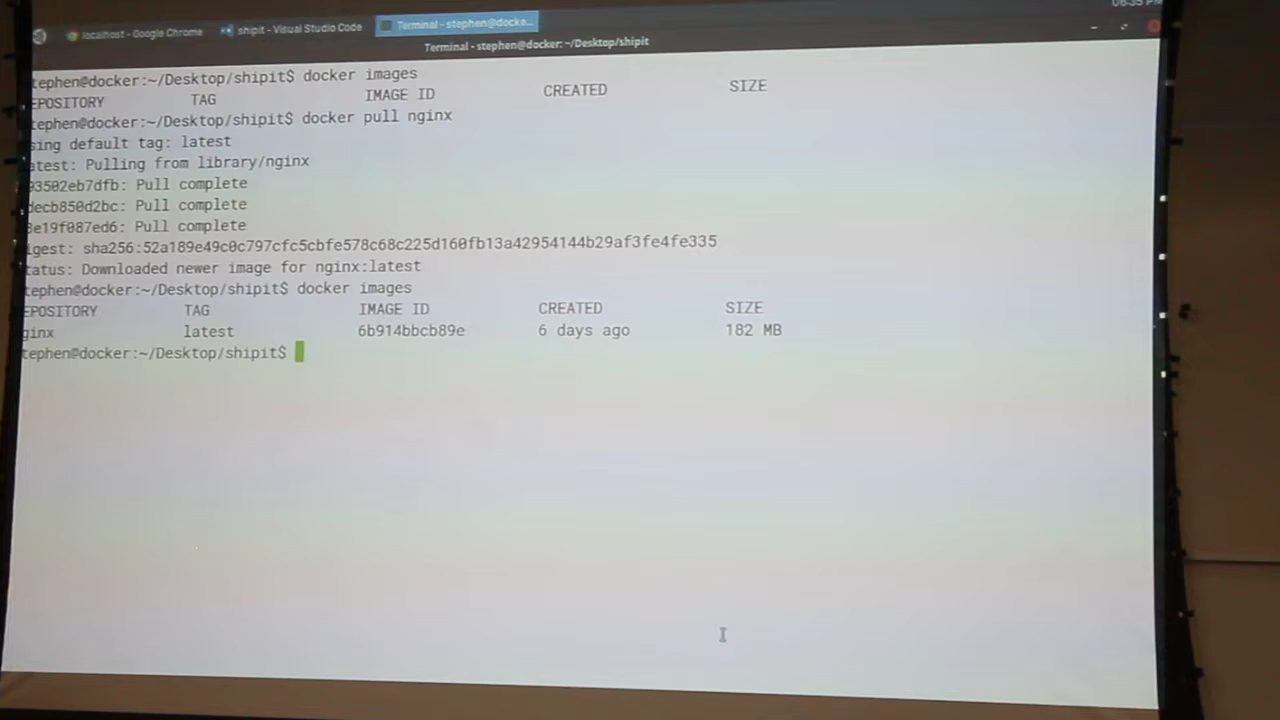 06:35 PM
localhost - Google Chrome shipit - Visual Studio Code Terminal - stephen@docke...
Terminal - stephen@docker: ~/Desktop/shipit
tephen@docker:~/Desktop/shipit$ docker images
EPOSITORY TAG IMAGE ID CREATED SIZE
tephen@docker:~/Desktop/shipit$ docker pull nginx
sing default tag: latest
atest: Pulling from library/nginx
93502eb7dfb: Pull complete
decb850d2bc: Pull complete
8e19f087ed6: Pull complete
igest: sha256:52a189e49c0c797cfc5cbfe578c68c225d160fb13a42954144b29af3fe4fe335
tatus: Downloaded newer image for nginx:latest
tephen@docker:~/Desktop/shipit$ docker images
EPOSITORY TAG IMAGE ID CREATED SIZE
ginx latest 6b914bbcb89e 6 days ago 182 MB
tephen@docker:~/Desktop/shipit$